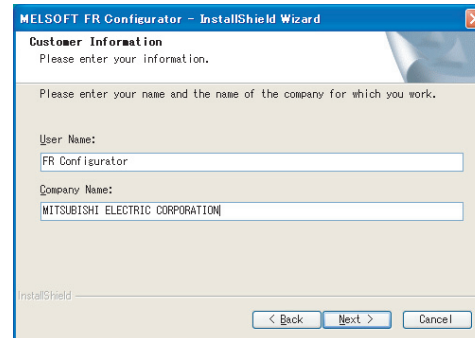 MELSOFT FR Configurator - InstallShield Wizard
Customer Information
Please enter your information.
Please enter your name and the name of the company for which you work.
User Name:
FR Configurator
Company Name:
MITSUBISHI ELECTRIC CORPORATION
InstallShield
< Back Next > Cancel